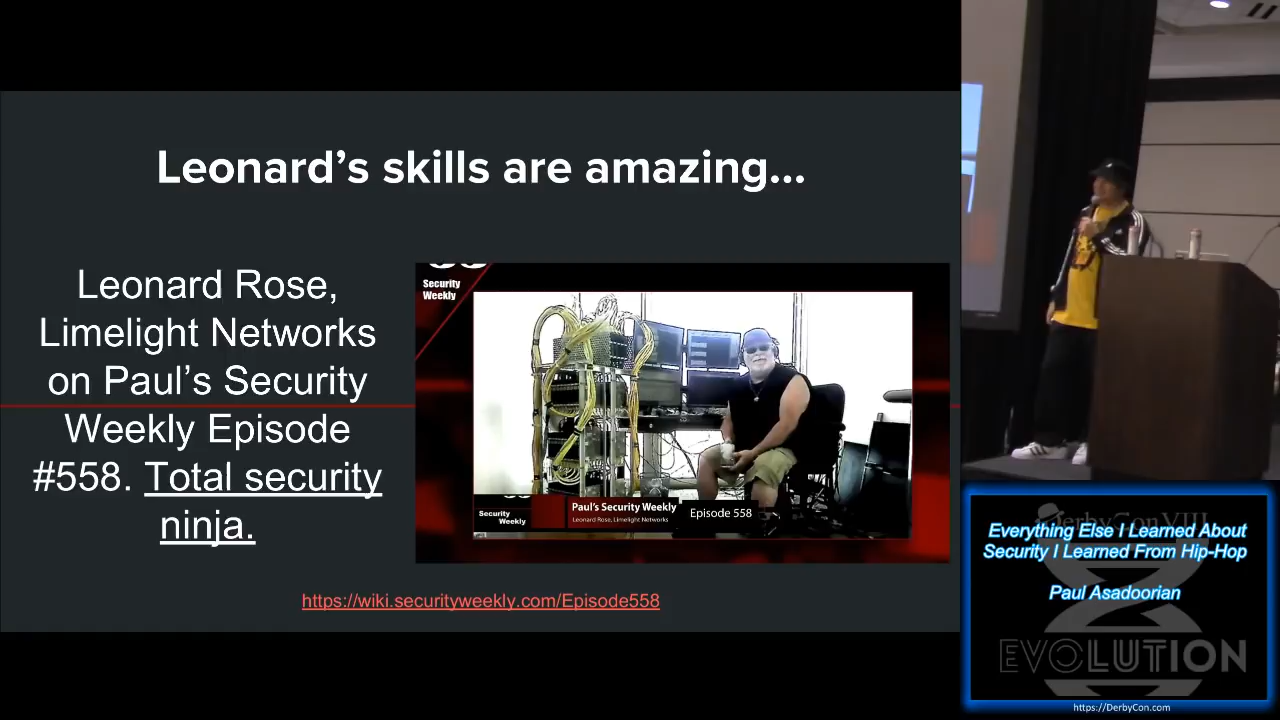 Leonard’s skills are amazing...
Leonard Rose,
Limelight Networks
on Paul’s Security
Weekly Episode
#558. Total security
ninja.
Security
Weekly
Security
Weekly
Paul’s Security Weekly
Leonard Rose, Limelight Networks
Episode 558
https://wiki.securityweekly.com/Episode558
DerbyCon VIII
Everything Else I Learned About
Security I Learned From Hip-Hop
Paul Asadoorian
EVOLUTION
https://DerbyCon.com